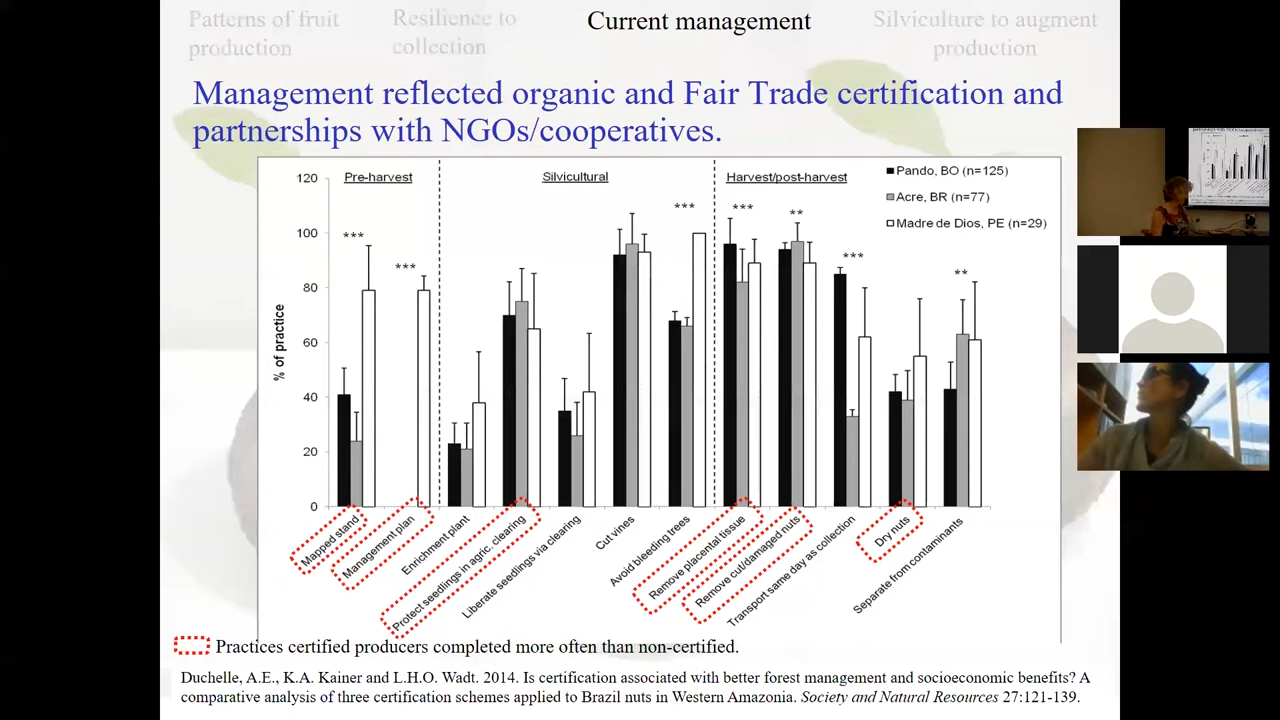 Patterns of fruit
production
Resilience to
collection
Current management
Silviculture to augment
production
Management reflected organic and Fair Trade certification and
partnerships with NGOs/cooperatives.
Pre-harvest
Silvicultural
Harvest/post-harvest
Pando, BO (n=125)
Acre, BR (n=77)
Madre de Dios, PE (n=29)
% of practice
120
100
80
60
40
20
0
***
***
***
***
**
***
**
Mapped stand
Management plan
Enrichment plant
Protect seedlings in agric. clearing
Liberate seedlings via clearing
Cut vines
Avoid bleeding trees
Remove placental tissue
Remove cut/damaged nuts
Transport same day as collection
Dry nuts
Separate from contaminants
Practices certified producers completed more often than non-certified.
Duchelle, A.E., K.A. Kainer and L.H.O. Wadt. 2014. Is certification associated with better forest management and socioeconomic benefits? A
comparative analysis of three certification schemes applied to Brazil nuts in Western Amazonia. Society and Natural Resources 27:121-139.